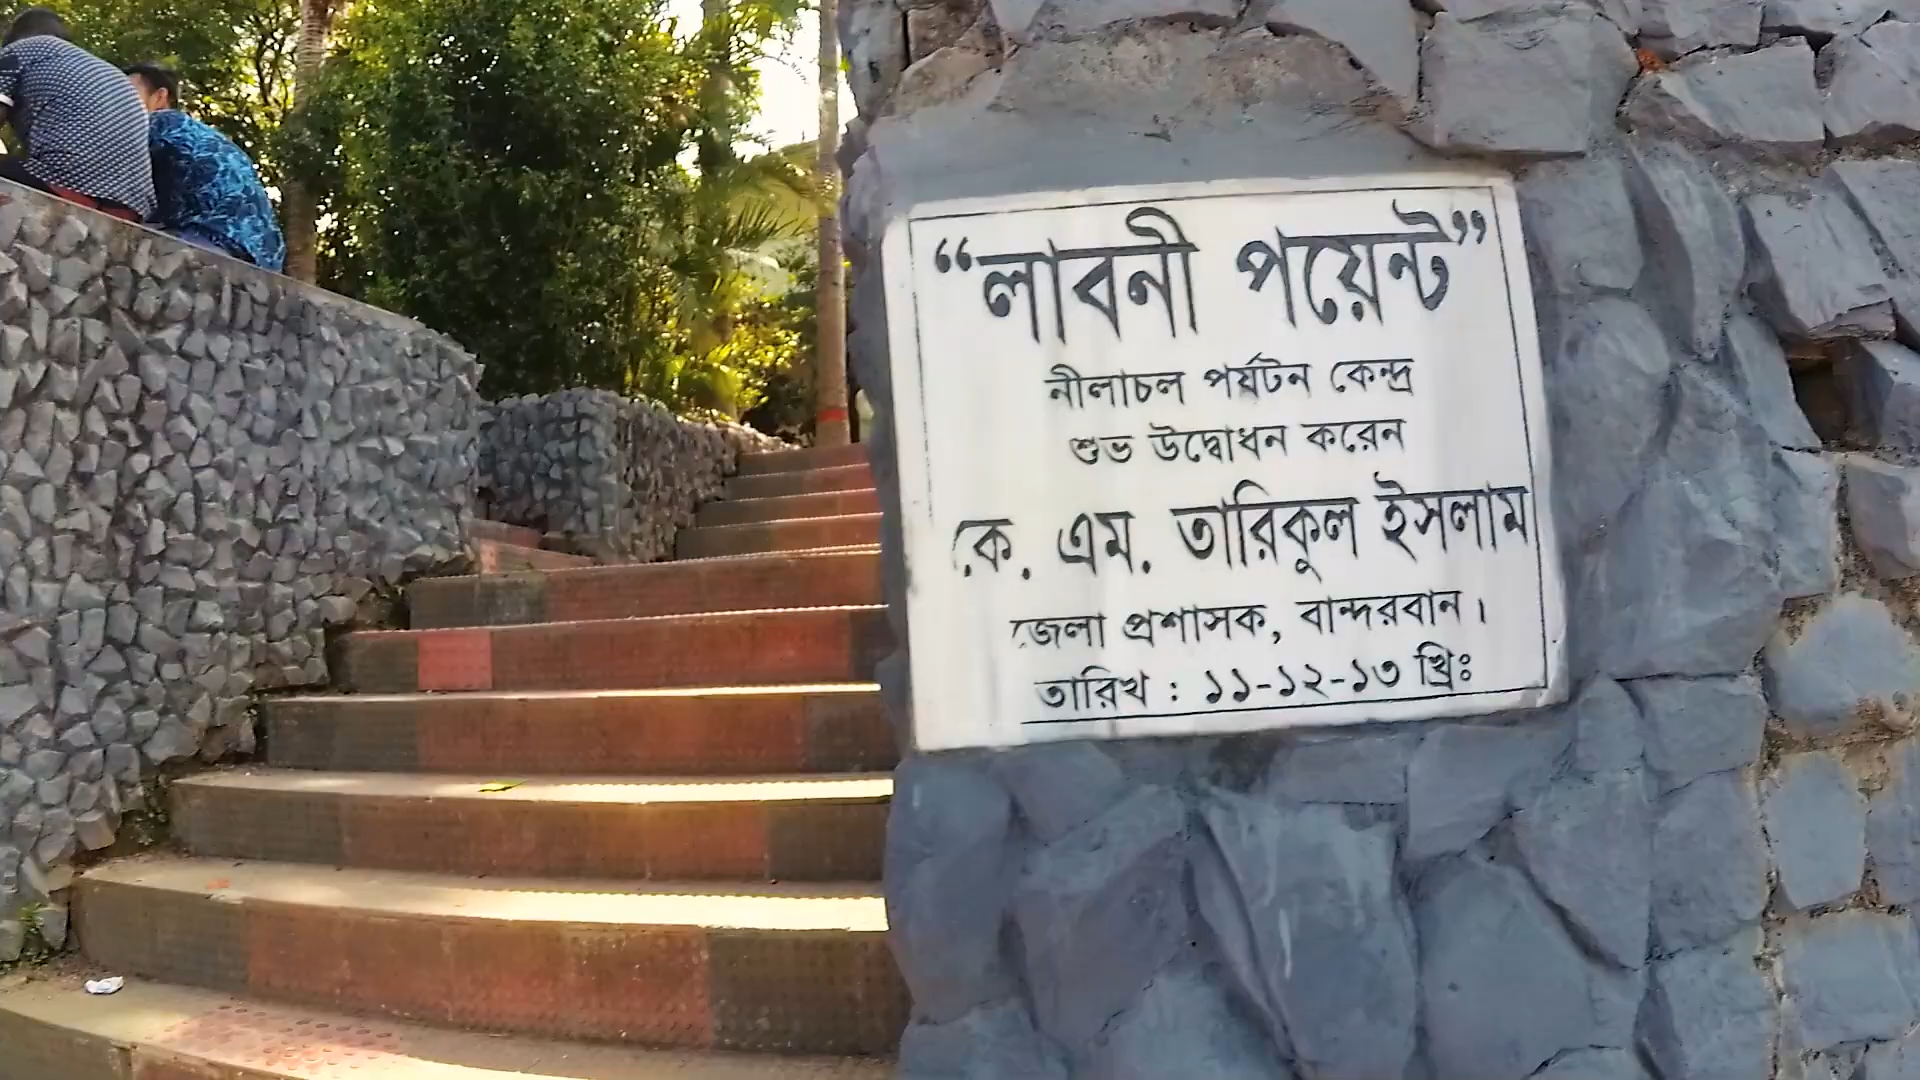 “লাবনী পয়েন্ট”
নীলাচল পর্যটন কেন্দ্র
শুভ উদ্বোধন করেন
কে. এম. তারিকুল ইসলাম
জেলা প্রশাসক, বান্দরবান।
তারিখ : ১১-১২-১৩ খ্রিঃ